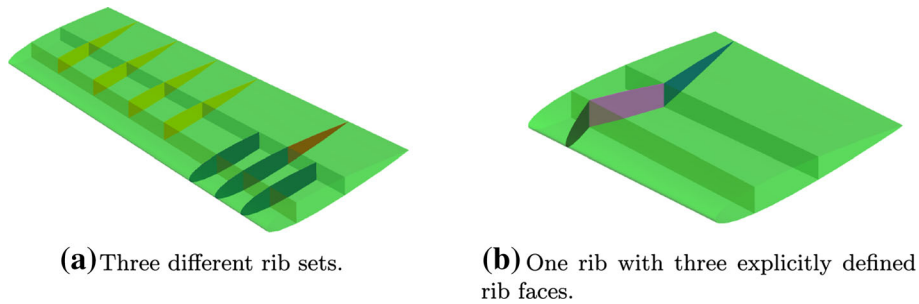 (a) Three different rib sets.
(b) One rib with three explicitly defined
rib faces.